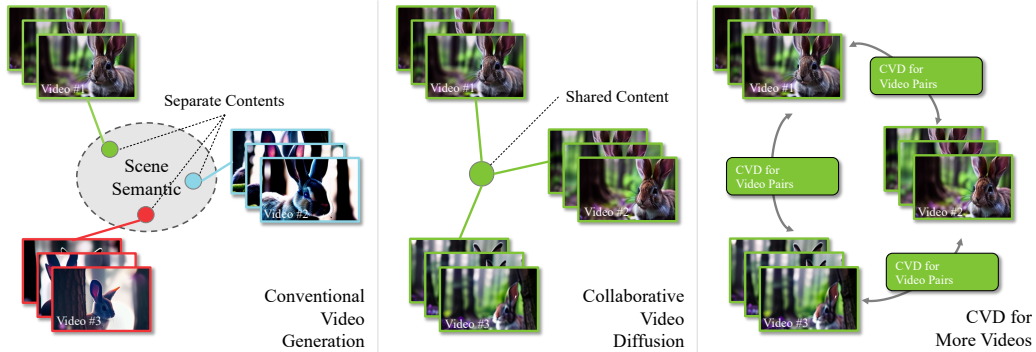 Video #1
Separate Contents
Scene
Semantic
Video #2
Video #3
Conventional
Video
Generation
Video #1
Shared Content
Video #2
Video #3
Collaborative
Video
Diffusion
Video #1
CVD for
Video Pairs
CVD for
Video Pairs
Video #2
CVD for
Video Pairs
Video #3
CVD for
More Videos